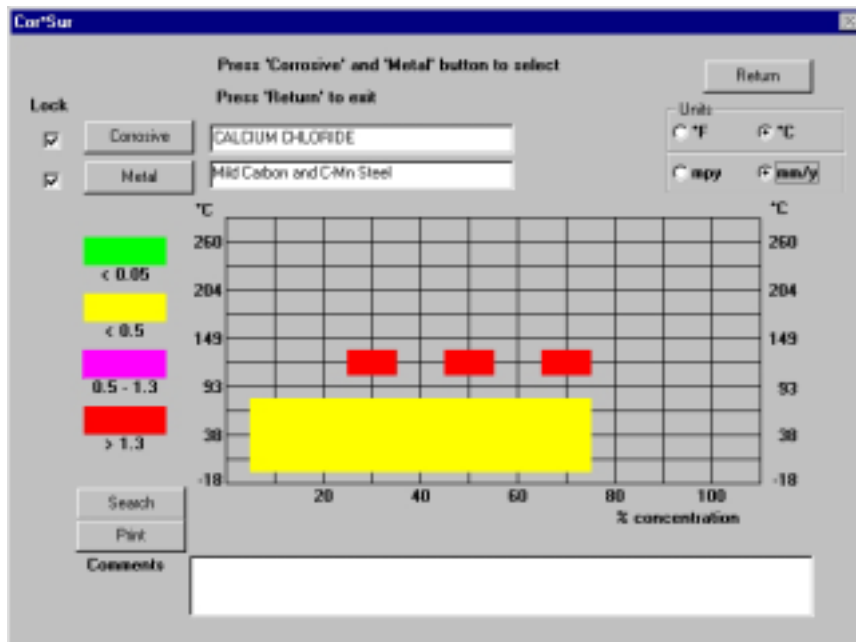 Cor*Sur
Press 'Corrosive' and 'Metal' button to select
Return
Press 'Return' to exit
Lock
Units
Corrosive
CALCIUM CHLORIDE
°F
°C
Metal
Mild Carbon and C-Mn Steel
mpy
mm/y
°C
°C
260
260
< 0.05
204
204
< 0.5
149
149
0.5 - 1.3
93
93
> 1.3
38
38
-18
-18
20 40 60 80 100
% concentration
Search
Print
Comments